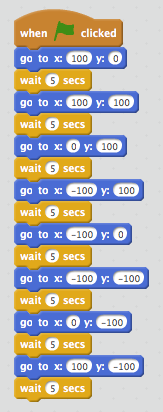 when clicked
go to x: 100 y: 0
wait 5 secs
go to x: 100 y: 100
wait 5 secs
go to x: 0 y: 100
wait 5 secs
go to x: -100 y: 100
wait 5 secs
go to x: -100 y: 0
wait 5 secs
go to x: -100 y: -100
wait 5 secs
go to x: 0 y: -100
wait 5 secs
go to x: 100 y: -100
wait 5 secs